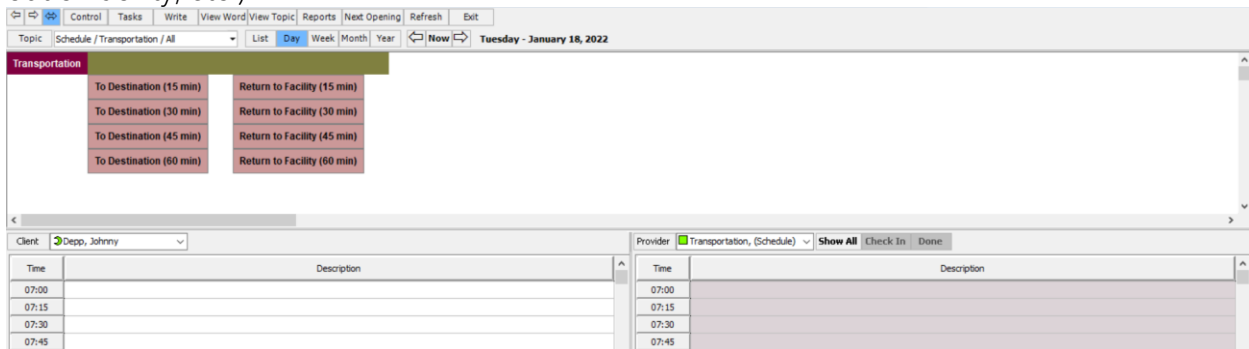 Control Tasks Write View Word View Topic Reports Next Opening Refresh Exit
Topic Schedule / Transportation / All List Day Week Month Year Now Tuesday - January 18, 2022
Transportation
To Destination (15 min) Return to Facility (15 min)
To Destination (30 min) Return to Facility (30 min)
To Destination (45 min) Return to Facility (45 min)
To Destination (60 min) Return to Facility (60 min)
Client Depp, Johnny Provider Transportation, (Schedule) Show All Check In Done
Time Description Time Description
07:00 07:00
07:15 07:15
07:30 07:30
07:45 07:45